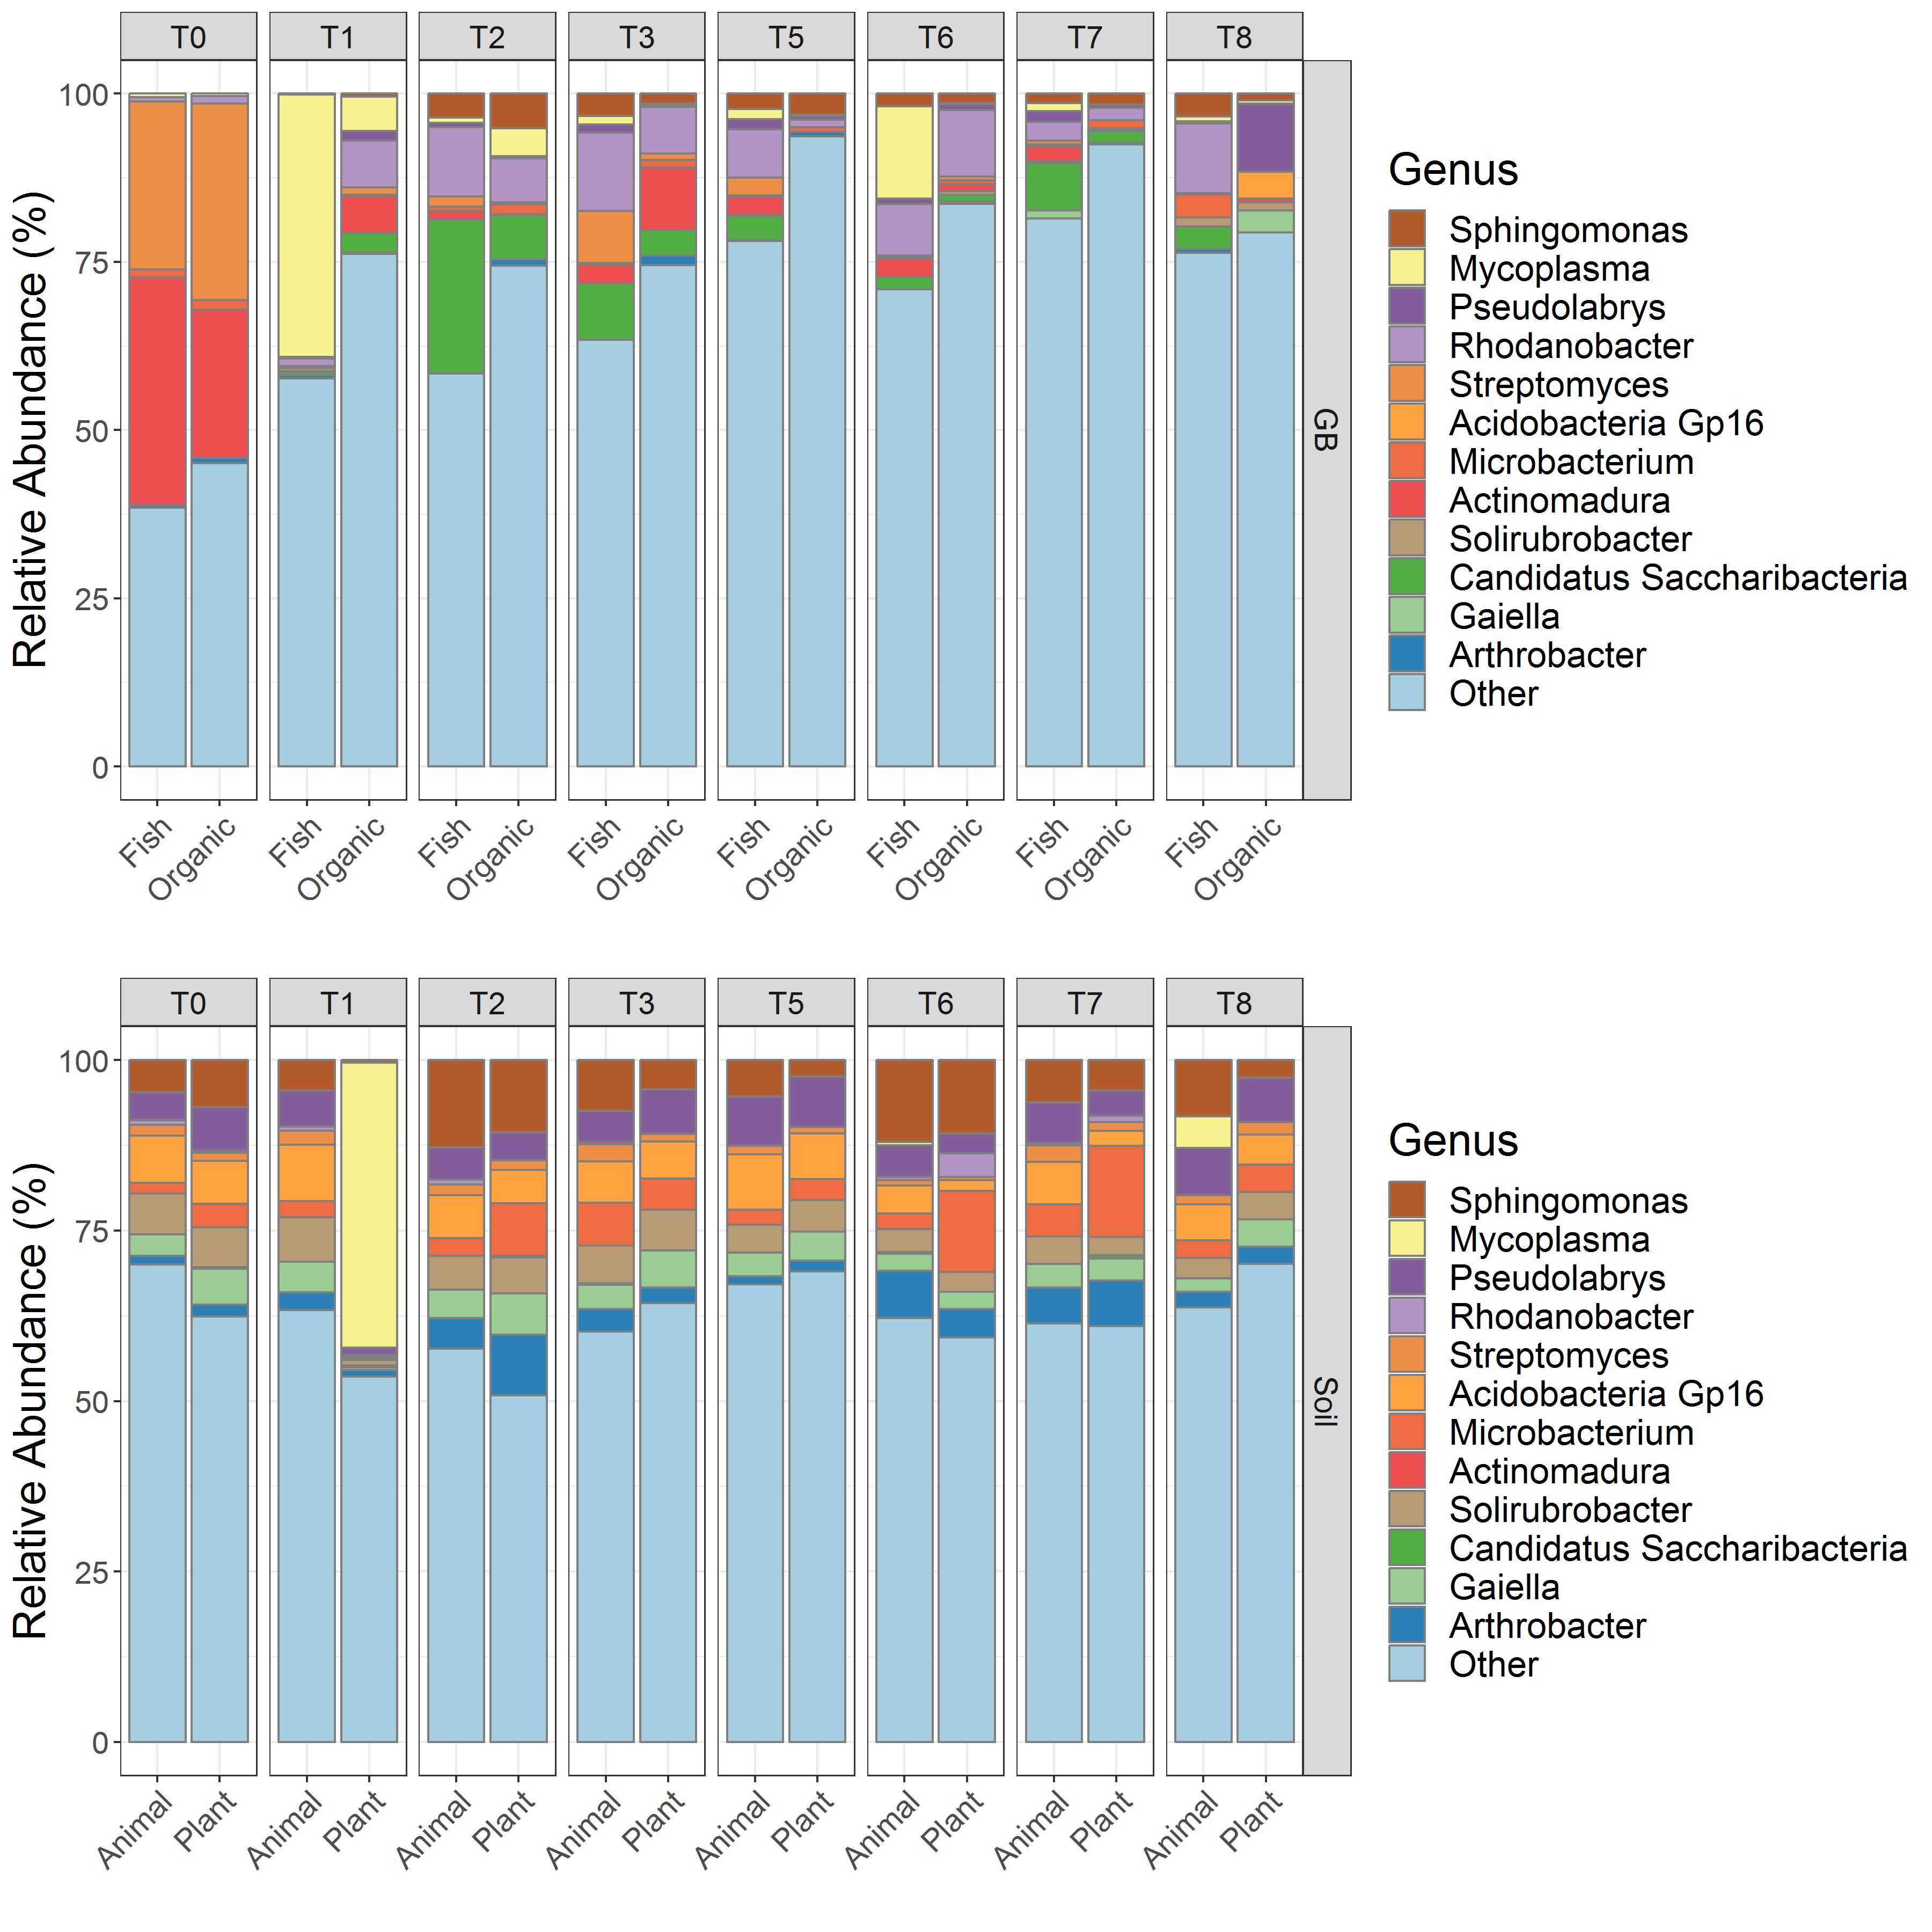 T0 T1 T2 T3 T5 T6 T7 T8
Relative Abundance (%)
100
75
50
25
0
GB
Fish Organic Fish Organic Fish Organic Fish Organic Fish Organic Fish Organic Fish Organic Fish Organic
Genus
Sphingomonas
Mycoplasma
Pseudolabrys
Rhodanobacter
Streptomyces
Acidobacteria Gp16
Microbacterium
Actinomadura
Solirubrobacter
Candidatus Saccharibacteria
Gaiella
Arthrobacter
Other
T0 T1 T2 T3 T5 T6 T7 T8
Relative Abundance (%)
100
75
50
25
0
Soil
Animal Plant Animal Plant Animal Plant Animal Plant Animal Plant Animal Plant Animal Plant Animal Plant
Genus
Sphingomonas
Mycoplasma
Pseudolabrys
Rhodanobacter
Streptomyces
Acidobacteria Gp16
Microbacterium
Actinomadura
Solirubrobacter
Candidatus Saccharibacteria
Gaiella
Arthrobacter
Other